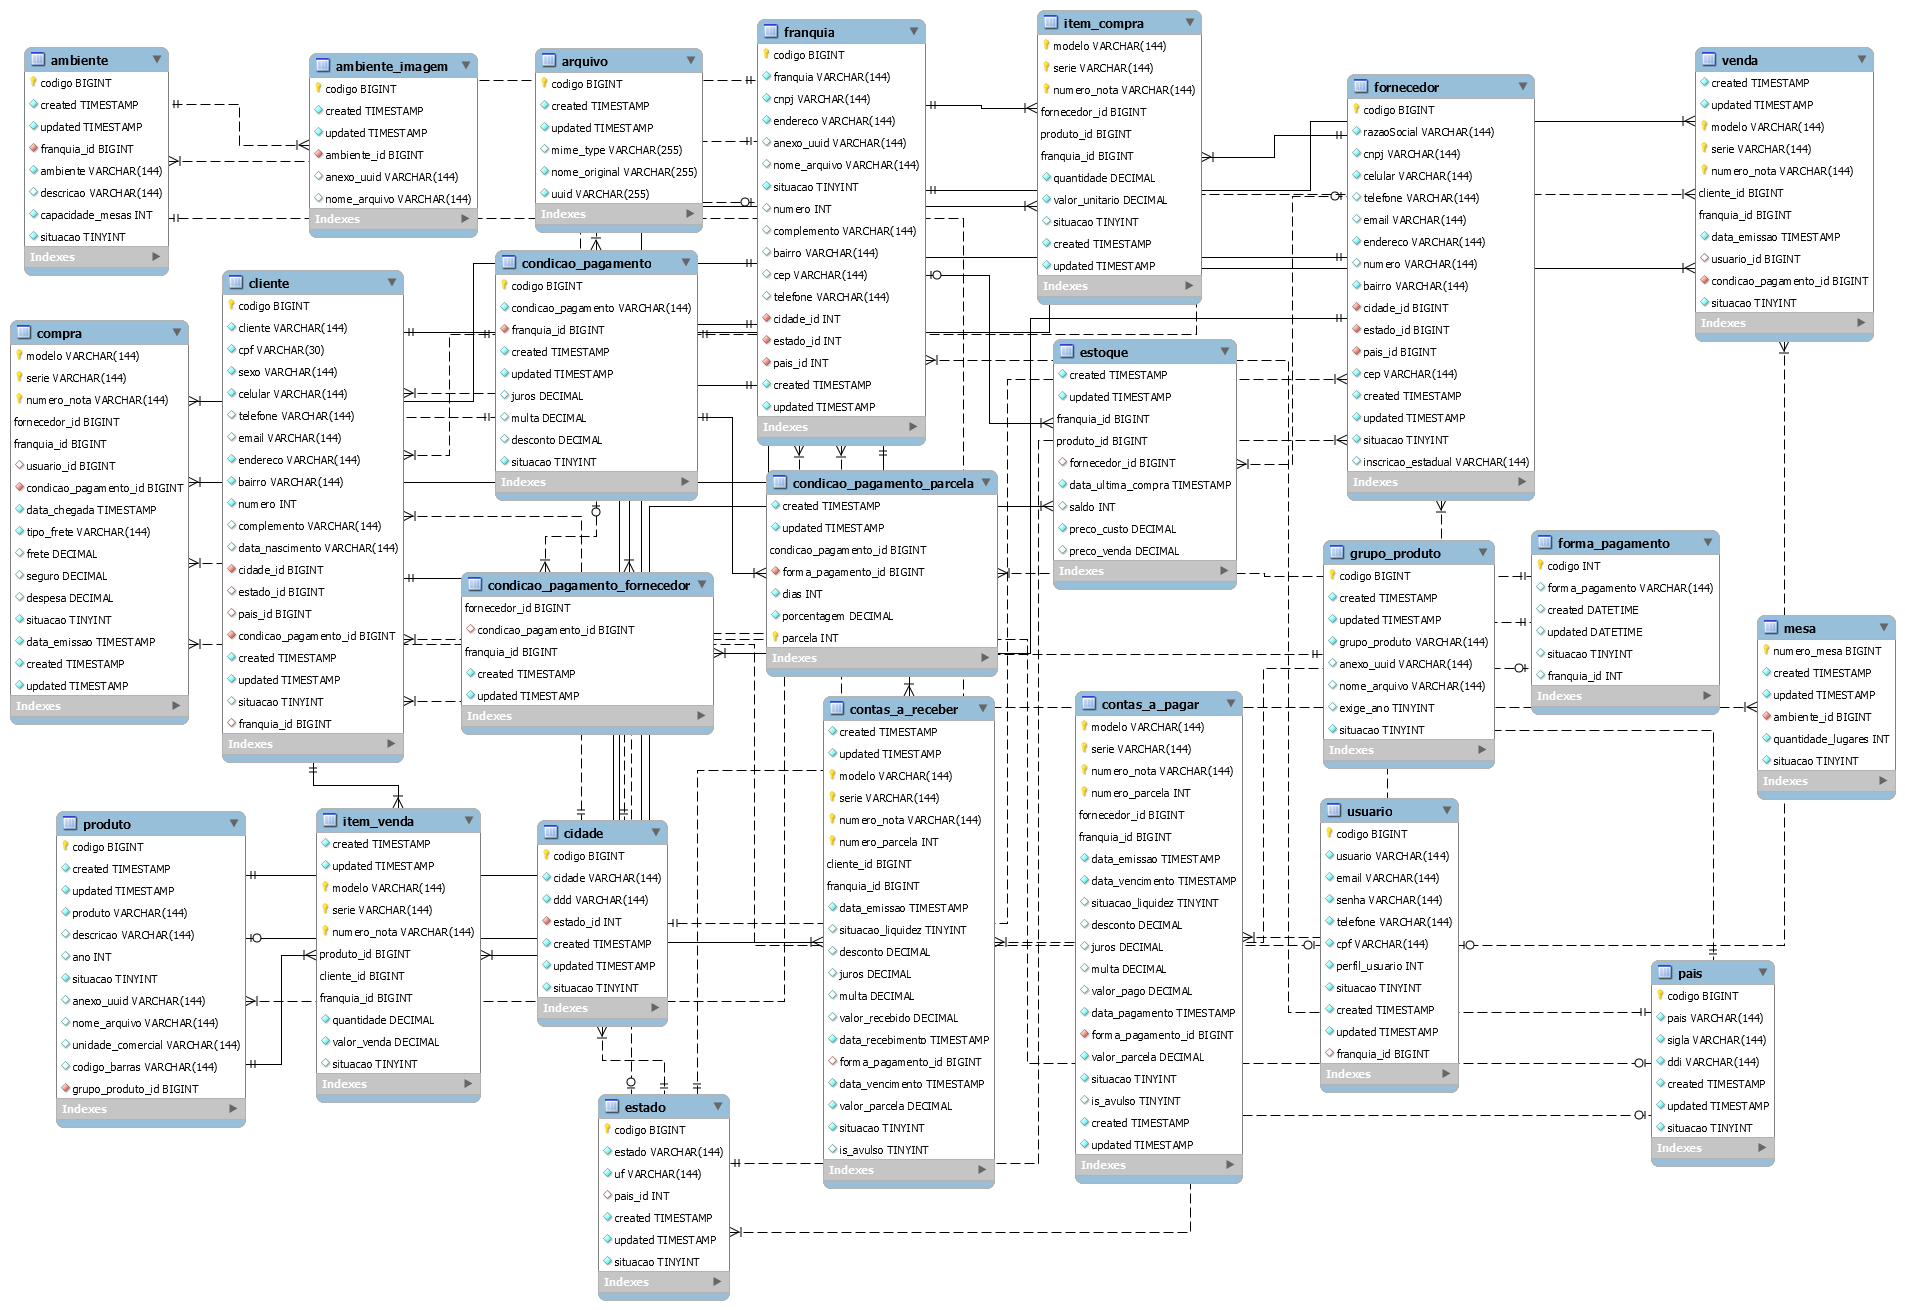 ambiente
codigo BIGINT
created TIMESTAMP
updated TIMESTAMP
franquia_id BIGINT
ambiente VARCHAR(144)
descricao VARCHAR(144)
capacidade_mesas INT
situacao TINYINT
Indexes
ambiente_imagem
codigo BIGINT
created TIMESTAMP
updated TIMESTAMP
ambiente_id BIGINT
anexo_uuid VARCHAR(144)
nome_arquivo VARCHAR(144)
Indexes
arquivo
codigo BIGINT
created TIMESTAMP
updated TIMESTAMP
mime_type VARCHAR(255)
nome_original VARCHAR(255)
uuid VARCHAR(255)
Indexes
franquia
codigo BIGINT
franquia VARCHAR(144)
cnpj VARCHAR(144)
endereco VARCHAR(144)
anexo_uuid VARCHAR(144)
nome_arquivo VARCHAR(144)
situacao TINYINT
numero INT
complemento VARCHAR(144)
bairro VARCHAR(144)
cep VARCHAR(144)
telefone VARCHAR(144)
cidade_id INT
estado_id INT
pais_id INT
created TIMESTAMP
updated TIMESTAMP
Indexes
item_compra
modelo VARCHAR(144)
serie VARCHAR(144)
numero_nota VARCHAR(144)
fornecedor_id BIGINT
produto_id BIGINT
franquia_id BIGINT
quantidade DECIMAL
valor_unitario DECIMAL
situacao TINYINT
created TIMESTAMP
updated TIMESTAMP
Indexes
fornecedor
codigo BIGINT
razaoSocial VARCHAR(144)
cnpj VARCHAR(144)
celular VARCHAR(144)
telefone VARCHAR(144)
email VARCHAR(144)
endereco VARCHAR(144)
numero VARCHAR(144)
bairro VARCHAR(144)
cidade_id BIGINT
estado_id BIGINT
pais_id BIGINT
cep VARCHAR(144)
created TIMESTAMP
updated TIMESTAMP
situacao TINYINT
inscricao_estadual VARCHAR(144)
Indexes
venda
created TIMESTAMP
updated TIMESTAMP
modelo VARCHAR(144)
serie VARCHAR(144)
numero_nota VARCHAR(144)
cliente_id BIGINT
franquia_id BIGINT
data_emissao TIMESTAMP
usuario_id BIGINT
condicao_pagamento_id BIGINT
situacao TINYINT
Indexes
compra
modelo VARCHAR(144)
serie VARCHAR(144)
numero_nota VARCHAR(144)
fornecedor_id BIGINT
franquia_id BIGINT
usuario_id BIGINT
condicao_pagamento_id BIGINT
data_chegada TIMESTAMP
tipo_frete VARCHAR(144)
frete DECIMAL
seguro DECIMAL
despesa DECIMAL
situacao TINYINT
data_emissao TIMESTAMP
created TIMESTAMP
updated TIMESTAMP
Indexes
cliente
codigo BIGINT
cliente VARCHAR(144)
cpf VARCHAR(30)
sexo VARCHAR(144)
celular VARCHAR(144)
telefone VARCHAR(144)
email VARCHAR(144)
endereco VARCHAR(144)
bairro VARCHAR(144)
numero INT
complemento VARCHAR(144)
data_nascimento VARCHAR(144)
cidade_id BIGINT
estado_id BIGINT
pais_id BIGINT
condicao_pagamento_id BIGINT
created TIMESTAMP
updated TIMESTAMP
situacao TINYINT
franquia_id BIGINT
Indexes
condicao_pagamento
codigo BIGINT
condicao_pagamento VARCHAR(144)
franquia_id BIGINT
created TIMESTAMP
updated TIMESTAMP
juros DECIMAL
multa DECIMAL
desconto DECIMAL
situacao TINYINT
Indexes
estoque
created TIMESTAMP
updated TIMESTAMP
franquia_id BIGINT
produto_id BIGINT
fornecedor_id BIGINT
data_ultima_compra TIMESTAMP
saldo INT
preco_custo DECIMAL
preco_venda DECIMAL
Indexes
condicao_pagamento_parcela
created TIMESTAMP
updated TIMESTAMP
condicao_pagamento_id BIGINT
forma_pagamento_id BIGINT
dias INT
porcentagem DECIMAL
parcela INT
Indexes
condicao_pagamento_fornecedor
fornecedor_id BIGINT
condicao_pagamento_id BIGINT
franquia_id BIGINT
created TIMESTAMP
updated TIMESTAMP
Indexes
grupo_produto
codigo BIGINT
created TIMESTAMP
updated TIMESTAMP
grupo_produto VARCHAR(144)
anexo_uuid VARCHAR(144)
nome_arquivo VARCHAR(144)
exige_ano TINYINT
situacao TINYINT
Indexes
forma_pagamento
codigo INT
forma_pagamento VARCHAR(144)
created DATETIME
updated DATETIME
situacao TINYINT
franquia_id INT
Indexes
mesa
numero_mesa BIGINT
created TIMESTAMP
updated TIMESTAMP
ambiente_id BIGINT
quantidade_lugares INT
situacao TINYINT
Indexes
contas_a_receber
created TIMESTAMP
updated TIMESTAMP
modelo VARCHAR(144)
serie VARCHAR(144)
numero_nota VARCHAR(144)
numero_parcela INT
cliente_id BIGINT
franquia_id BIGINT
data_emissao TIMESTAMP
situacao_liquidez TINYINT
desconto DECIMAL
juros DECIMAL
multa DECIMAL
valor_recebido DECIMAL
data_recebimento TIMESTAMP
forma_pagamento_id BIGINT
data_vencimento TIMESTAMP
valor_parcela DECIMAL
situacao TINYINT
is_avulso TINYINT
Indexes
contas_a_pagar
modelo VARCHAR(144)
serie VARCHAR(144)
numero_nota VARCHAR(144)
numero_parcela INT
fornecedor_id BIGINT
franquia_id BIGINT
data_emissao TIMESTAMP
data_vencimento TIMESTAMP
situacao_liquidez TINYINT
desconto DECIMAL
juros DECIMAL
multa DECIMAL
valor_pago DECIMAL
data_pagamento TIMESTAMP
forma_pagamento_id BIGINT
valor_parcela DECIMAL
situacao TINYINT
is_avulso TINYINT
created TIMESTAMP
updated TIMESTAMP
Indexes
usuario
codigo BIGINT
usuario VARCHAR(144)
email VARCHAR(144)
senha VARCHAR(144)
telefone VARCHAR(144)
cpf VARCHAR(144)
perfil_usuario INT
situacao TINYINT
created TIMESTAMP
updated TIMESTAMP
franquia_id BIGINT
Indexes
produto
codigo BIGINT
created TIMESTAMP
updated TIMESTAMP
produto VARCHAR(144)
descricao VARCHAR(144)
ano INT
situacao TINYINT
anexo_uuid VARCHAR(144)
nome_arquivo VARCHAR(144)
unidade_comercial VARCHAR(144)
codigo_barras VARCHAR(144)
grupo_produto_id BIGINT
Indexes
item_venda
created TIMESTAMP
updated TIMESTAMP
modelo VARCHAR(144)
serie VARCHAR(144)
numero_nota VARCHAR(144)
produto_id BIGINT
cliente_id BIGINT
franquia_id BIGINT
quantidade DECIMAL
valor_venda DECIMAL
situacao TINYINT
Indexes
cidade
codigo BIGINT
cidade VARCHAR(144)
ddd VARCHAR(144)
estado_id INT
created TIMESTAMP
updated TIMESTAMP
situacao TINYINT
Indexes
pais
codigo BIGINT
pais VARCHAR(144)
sigla VARCHAR(144)
ddi VARCHAR(144)
created TIMESTAMP
updated TIMESTAMP
situacao TINYINT
Indexes
estado
codigo BIGINT
estado VARCHAR(144)
uf VARCHAR(144)
pais_id INT
created TIMESTAMP
updated TIMESTAMP
situacao TINYINT
Indexes